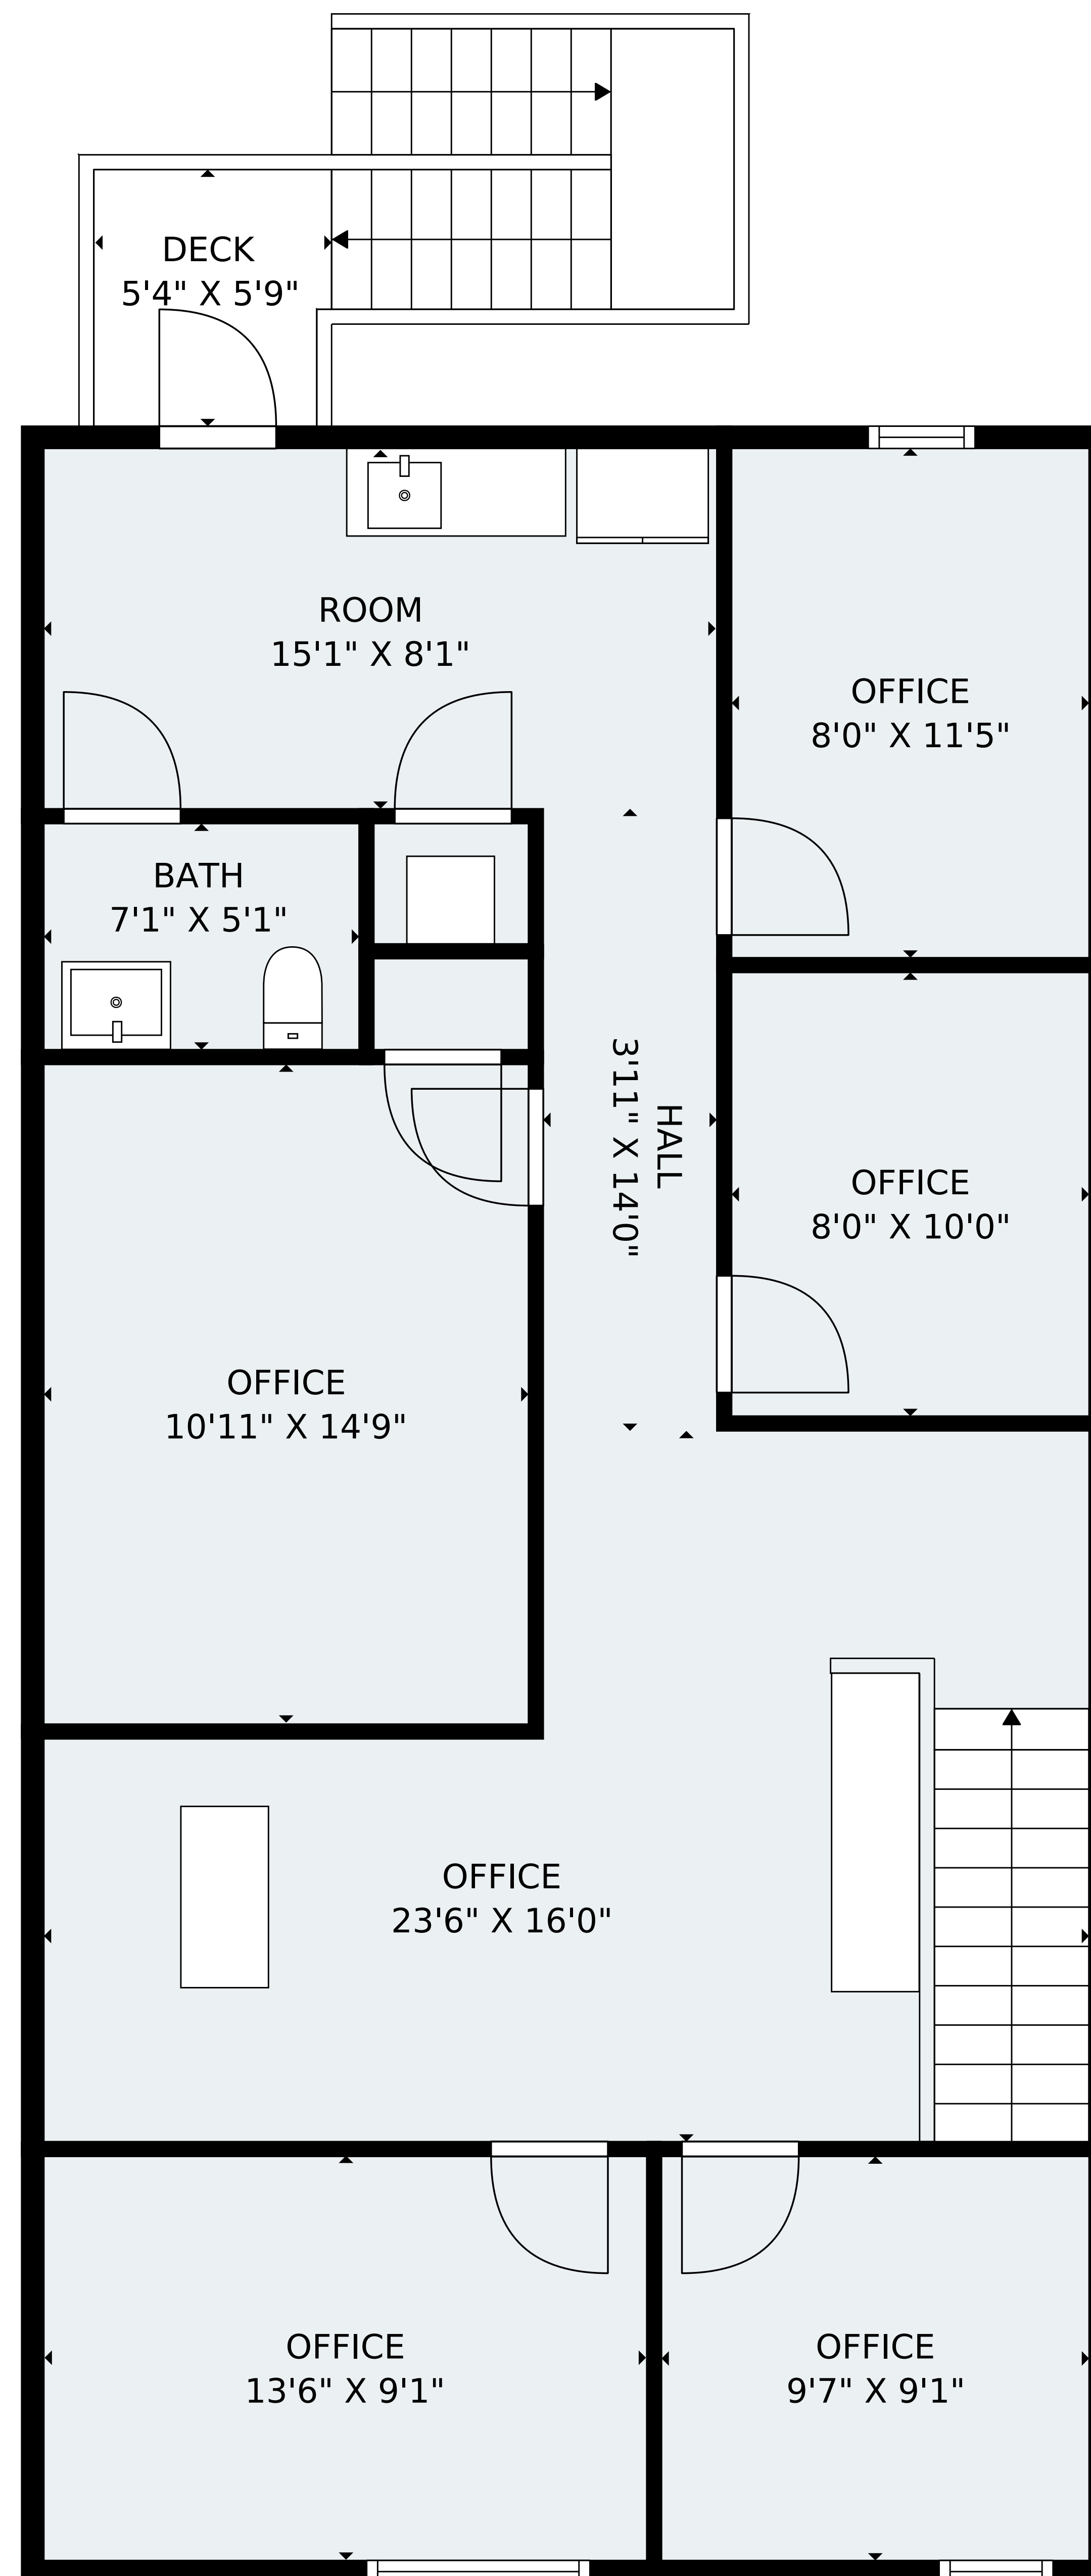 DECK
5'4" X 5'9"
ROOM
15'1" X 8'1"
OFFICE
8'0" X 11'5"
BATH
7'1" X 5'1"
HALL
3'11" X 14'0"
OFFICE
8'0" X 10'0"
OFFICE
10'11" X 14'9"
OFFICE
23'6" X 16'0"
OFFICE
13'6" X 9'1"
OFFICE
9'7" X 9'1"